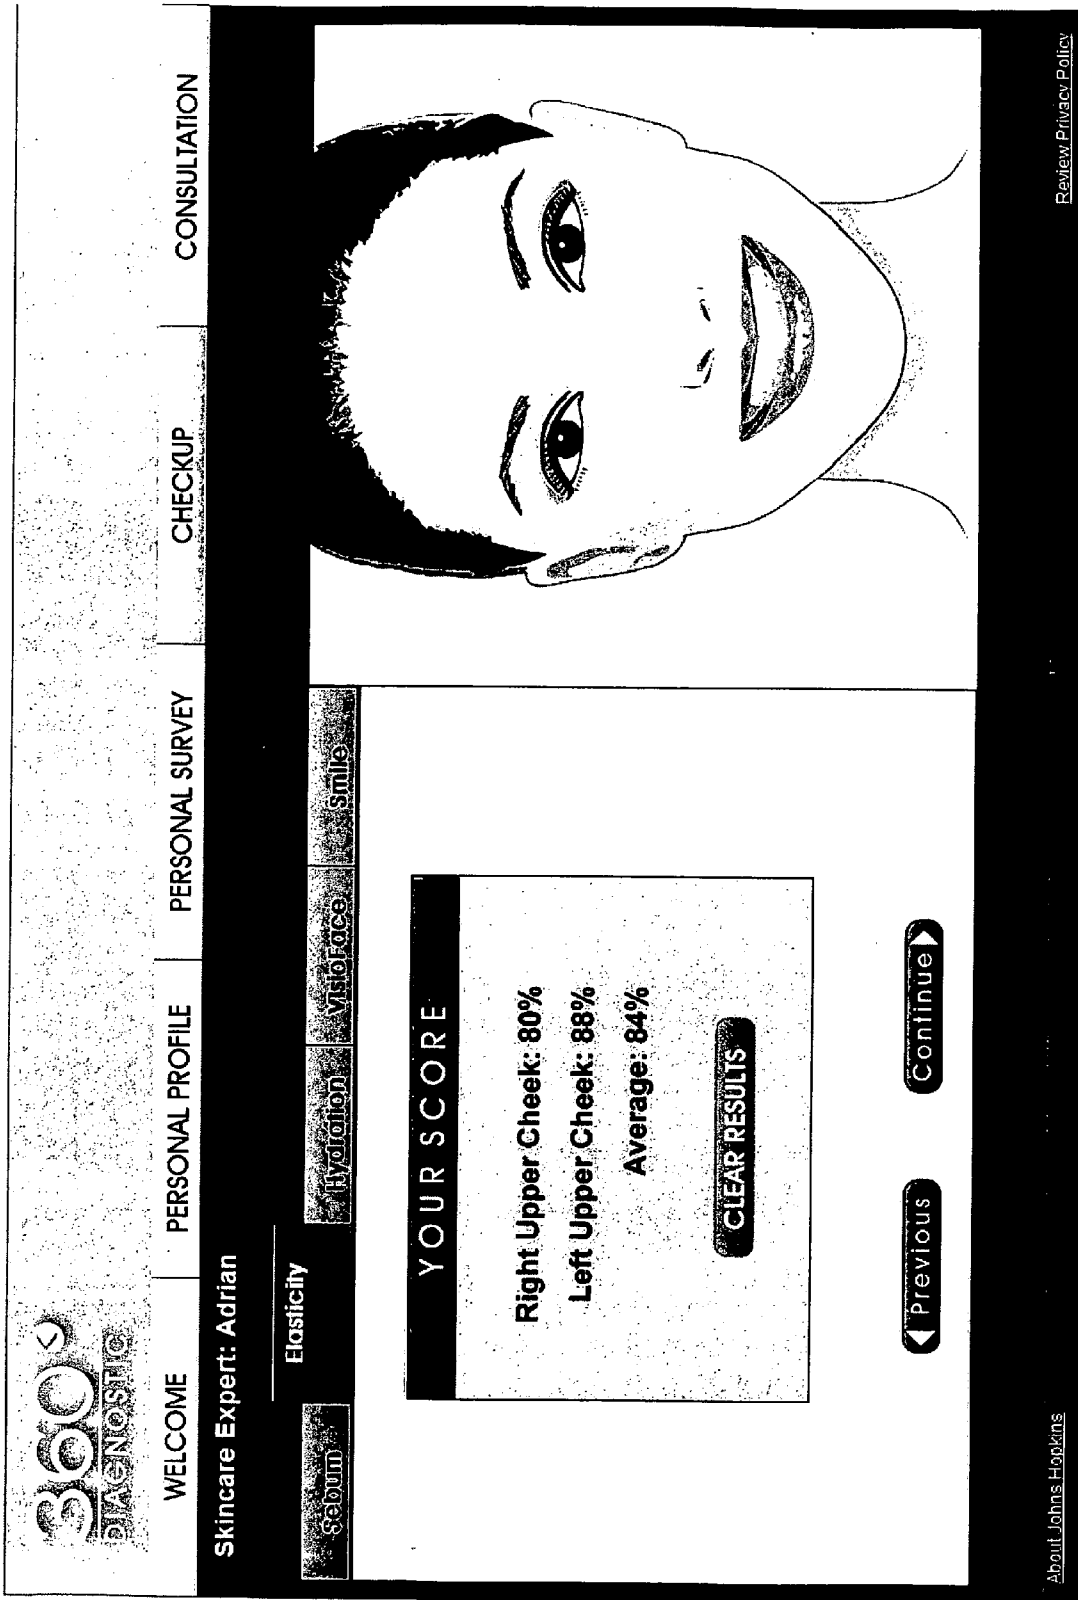 360°
DIAGNOSTIC
WELCOME
PERSONAL PROFILE
PERSONAL SURVEY
CHECKUP
CONSULTATION
Skincare Expert: Adrian
Sebum
Elasticity
Hydration
VisioFace
Smile
YOUR SCORE
Right Upper Cheek: 80%
Left Upper Cheek: 88%
Average: 84%
CLEAR RESULTS
Previous
Continue
About Johns Hopkins
Review Privacy Policy